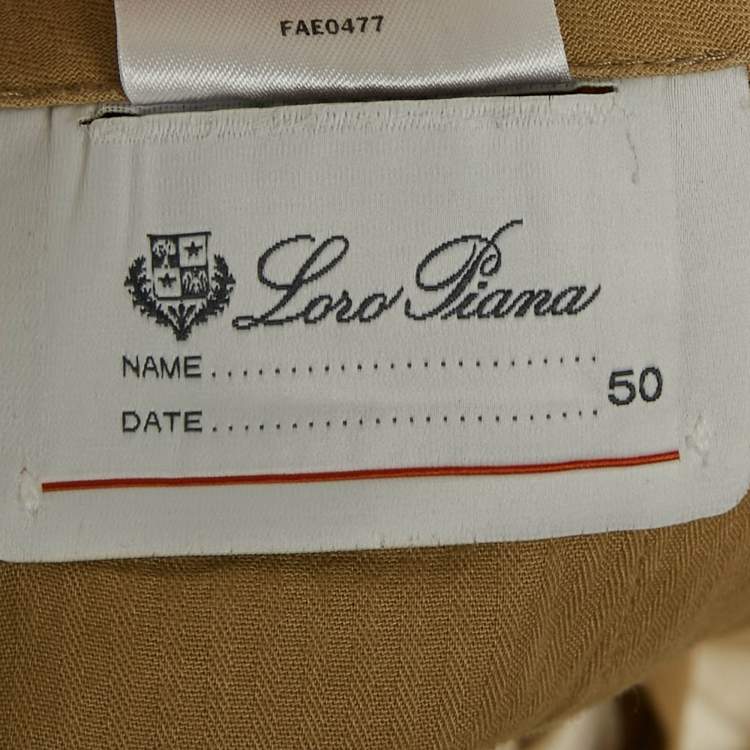 FAE0477
Loro Piana
NAME..............................
DATE.............................. 50